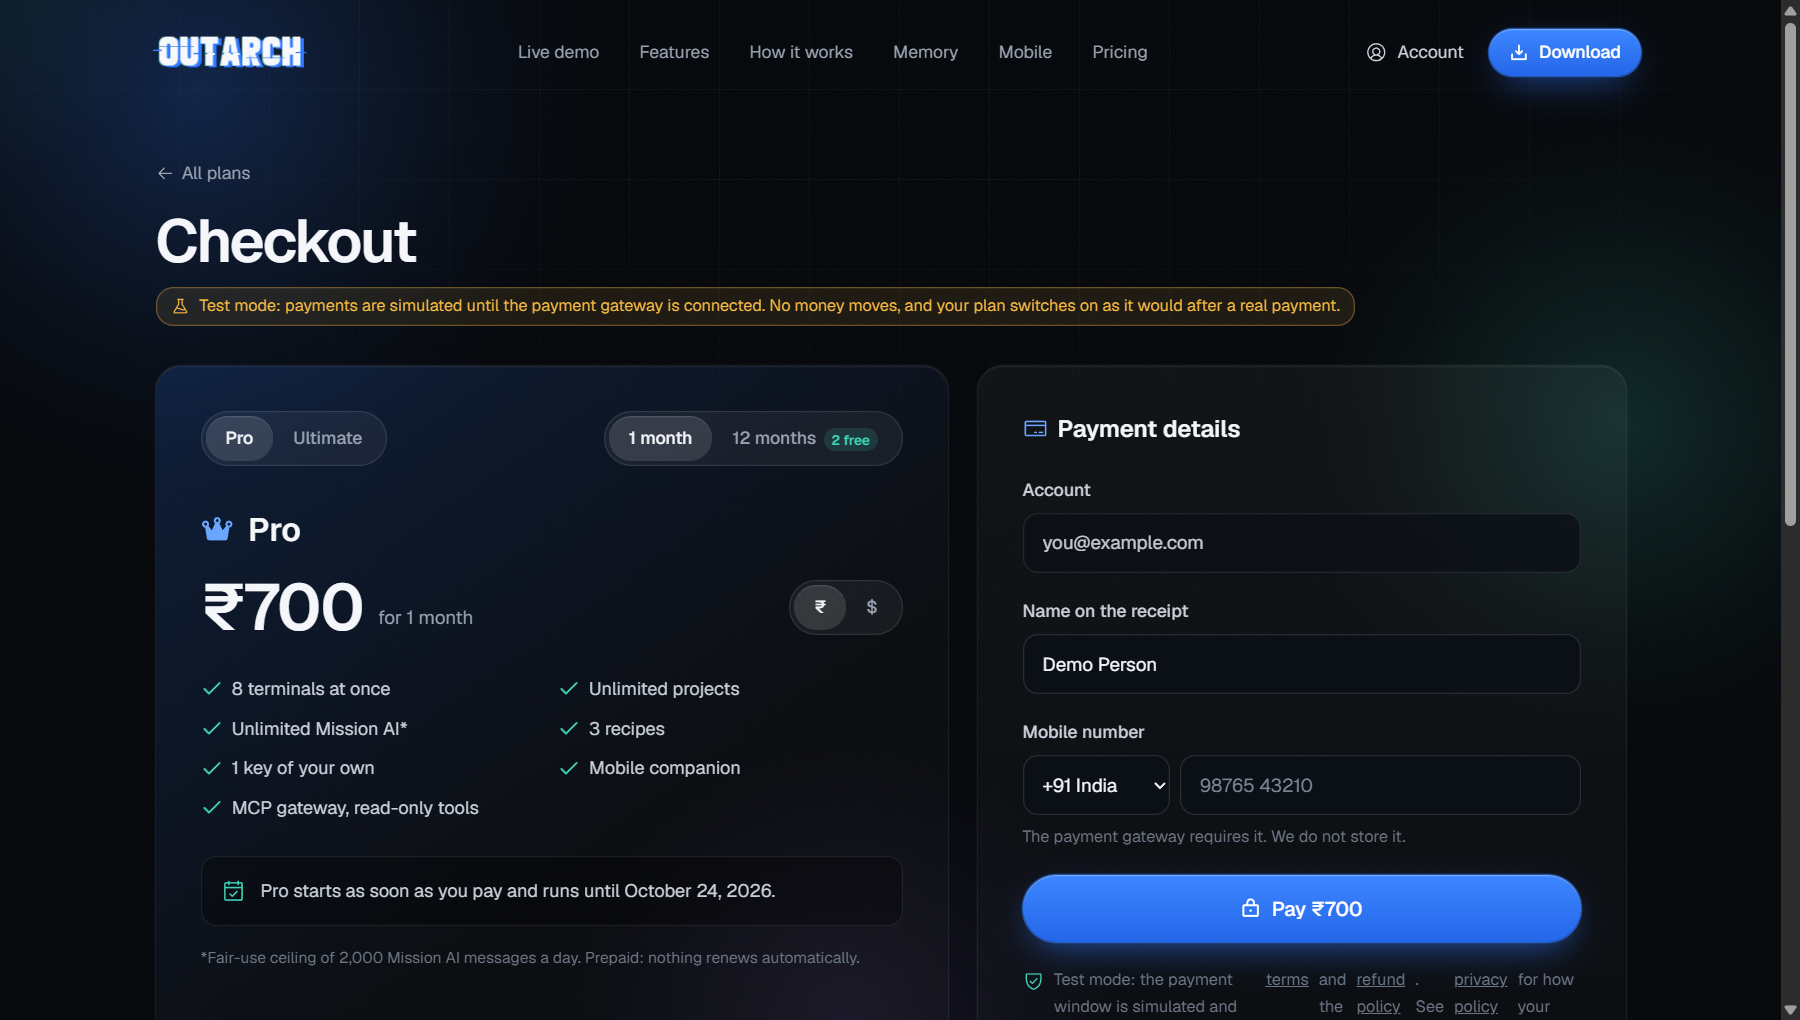 OUTARCH
Live demo
Features
How it works
Memory
Mobile
Pricing
Account
Download
← All plans
Checkout
Test mode: payments are simulated until the payment gateway is connected. No money moves, and your plan switches on as it would after a real payment.
Pro
Ultimate
1 month
12 months 2 free
Pro
₹700 for 1 month
₹
$
8 terminals at once
Unlimited projects
Unlimited Mission AI*
3 recipes
1 key of your own
Mobile companion
MCP gateway, read-only tools
Pro starts as soon as you pay and runs until October 24, 2026.
*Fair-use ceiling of 2,000 Mission AI messages a day. Prepaid: nothing renews automatically.
Payment details
Account
you@example.com
Name on the receipt
Demo Person
Mobile number
+91 India
98765 43210
The payment gateway requires it. We do not store it.
Pay ₹700
Test mode: the payment terms and refund . privacy for how
window is simulated and the policy See policy your